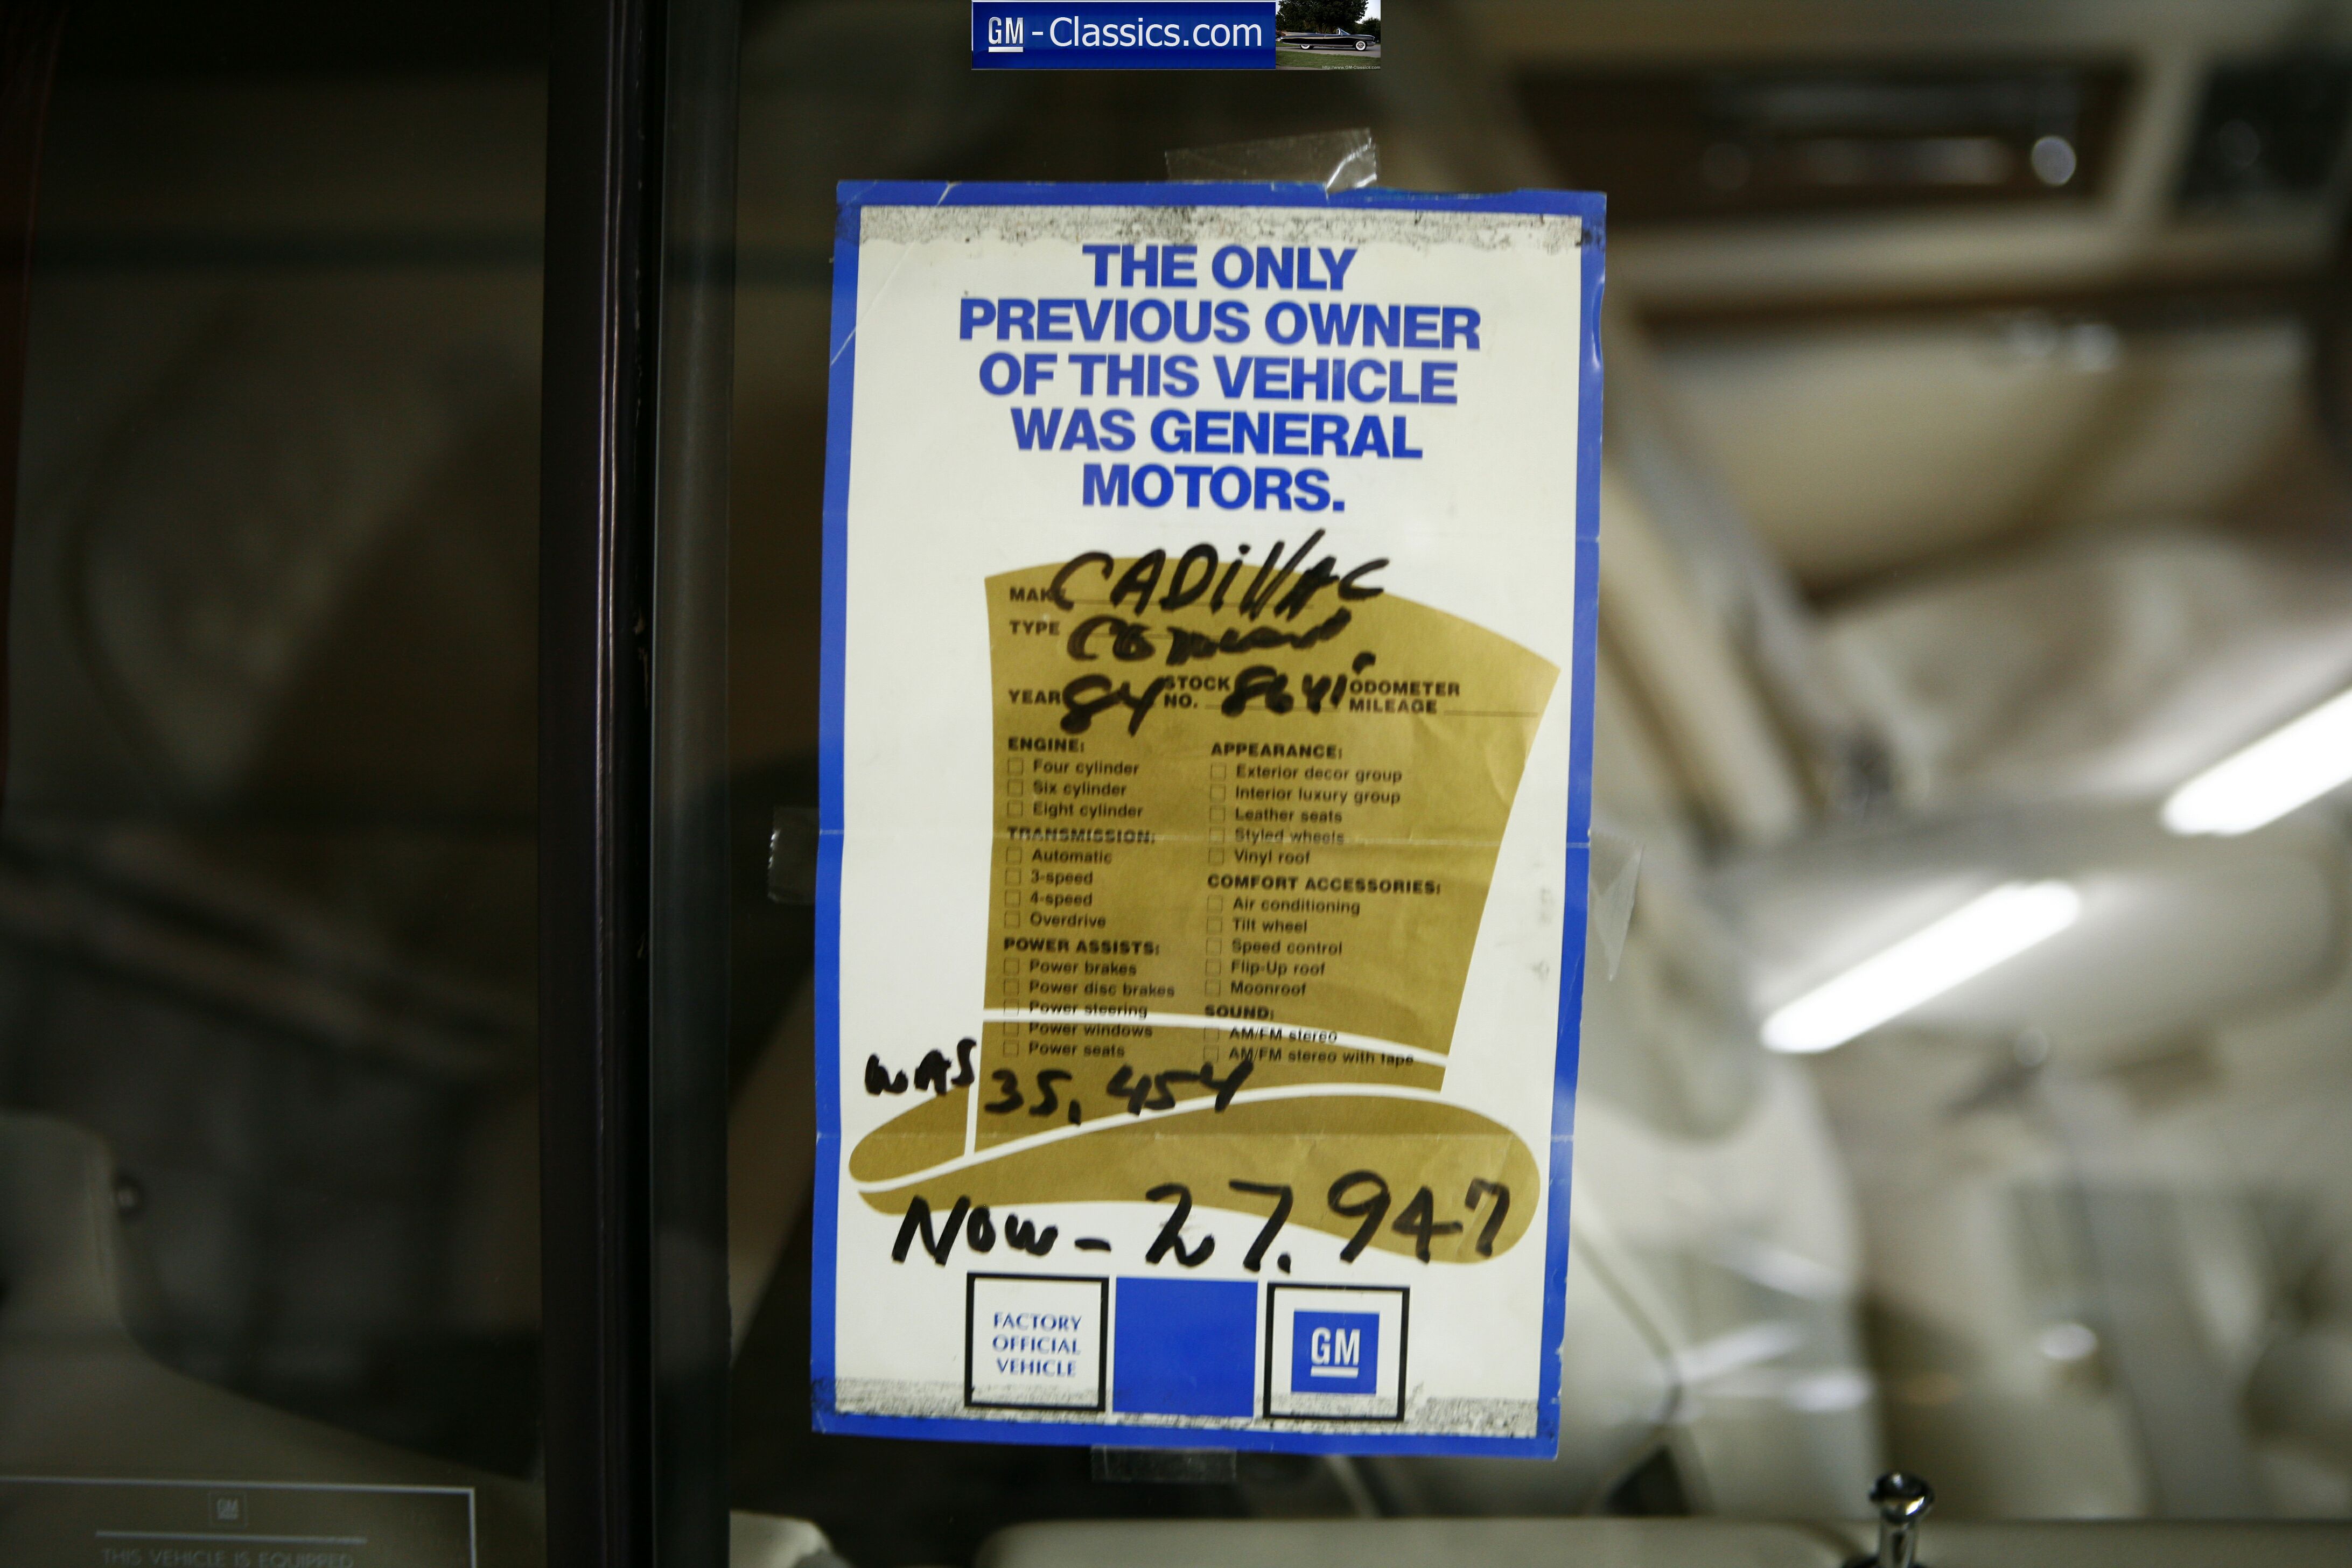 GM - Classics.com
THE ONLY
PREVIOUS OWNER
OF THIS VEHICLE
WAS GENERAL
MOTORS.
MAKE CADillAC
TYPE
YEAR 84 STOCK NO. 8641 ODOMETER MILEAGE
ENGINE:
Four cylinder
Six cylinder
Eight cylinder
TRANSMISSION:
Automatic
3-speed
4-speed
Overdrive
POWER ASSISTS:
Power brakes
Power disc brakes
Power steering
Power windows
Power seats
APPEARANCE:
Exterior decor group
Interior luxury group
Leather seats
Styled wheels
Vinyl roof
COMFORT ACCESSORIES:
Air conditioning
Tilt wheel
Speed control
Flip-Up roof
Moonroof
SOUND:
AM/FM stereo
AM/FM stereo with tape
WAS 35,454
NOW - 27.947
FACTORY
OFFICIAL
VEHICLE
GM
GM
THIS VEHICLE IS EQUIPPED